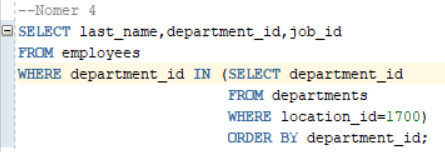 --Nomer 4
SELECT last_name,department_id,job_id
FROM employees
WHERE department_id IN (SELECT department_id
FROM departments
WHERE location_id=1700)
ORDER BY department_id;